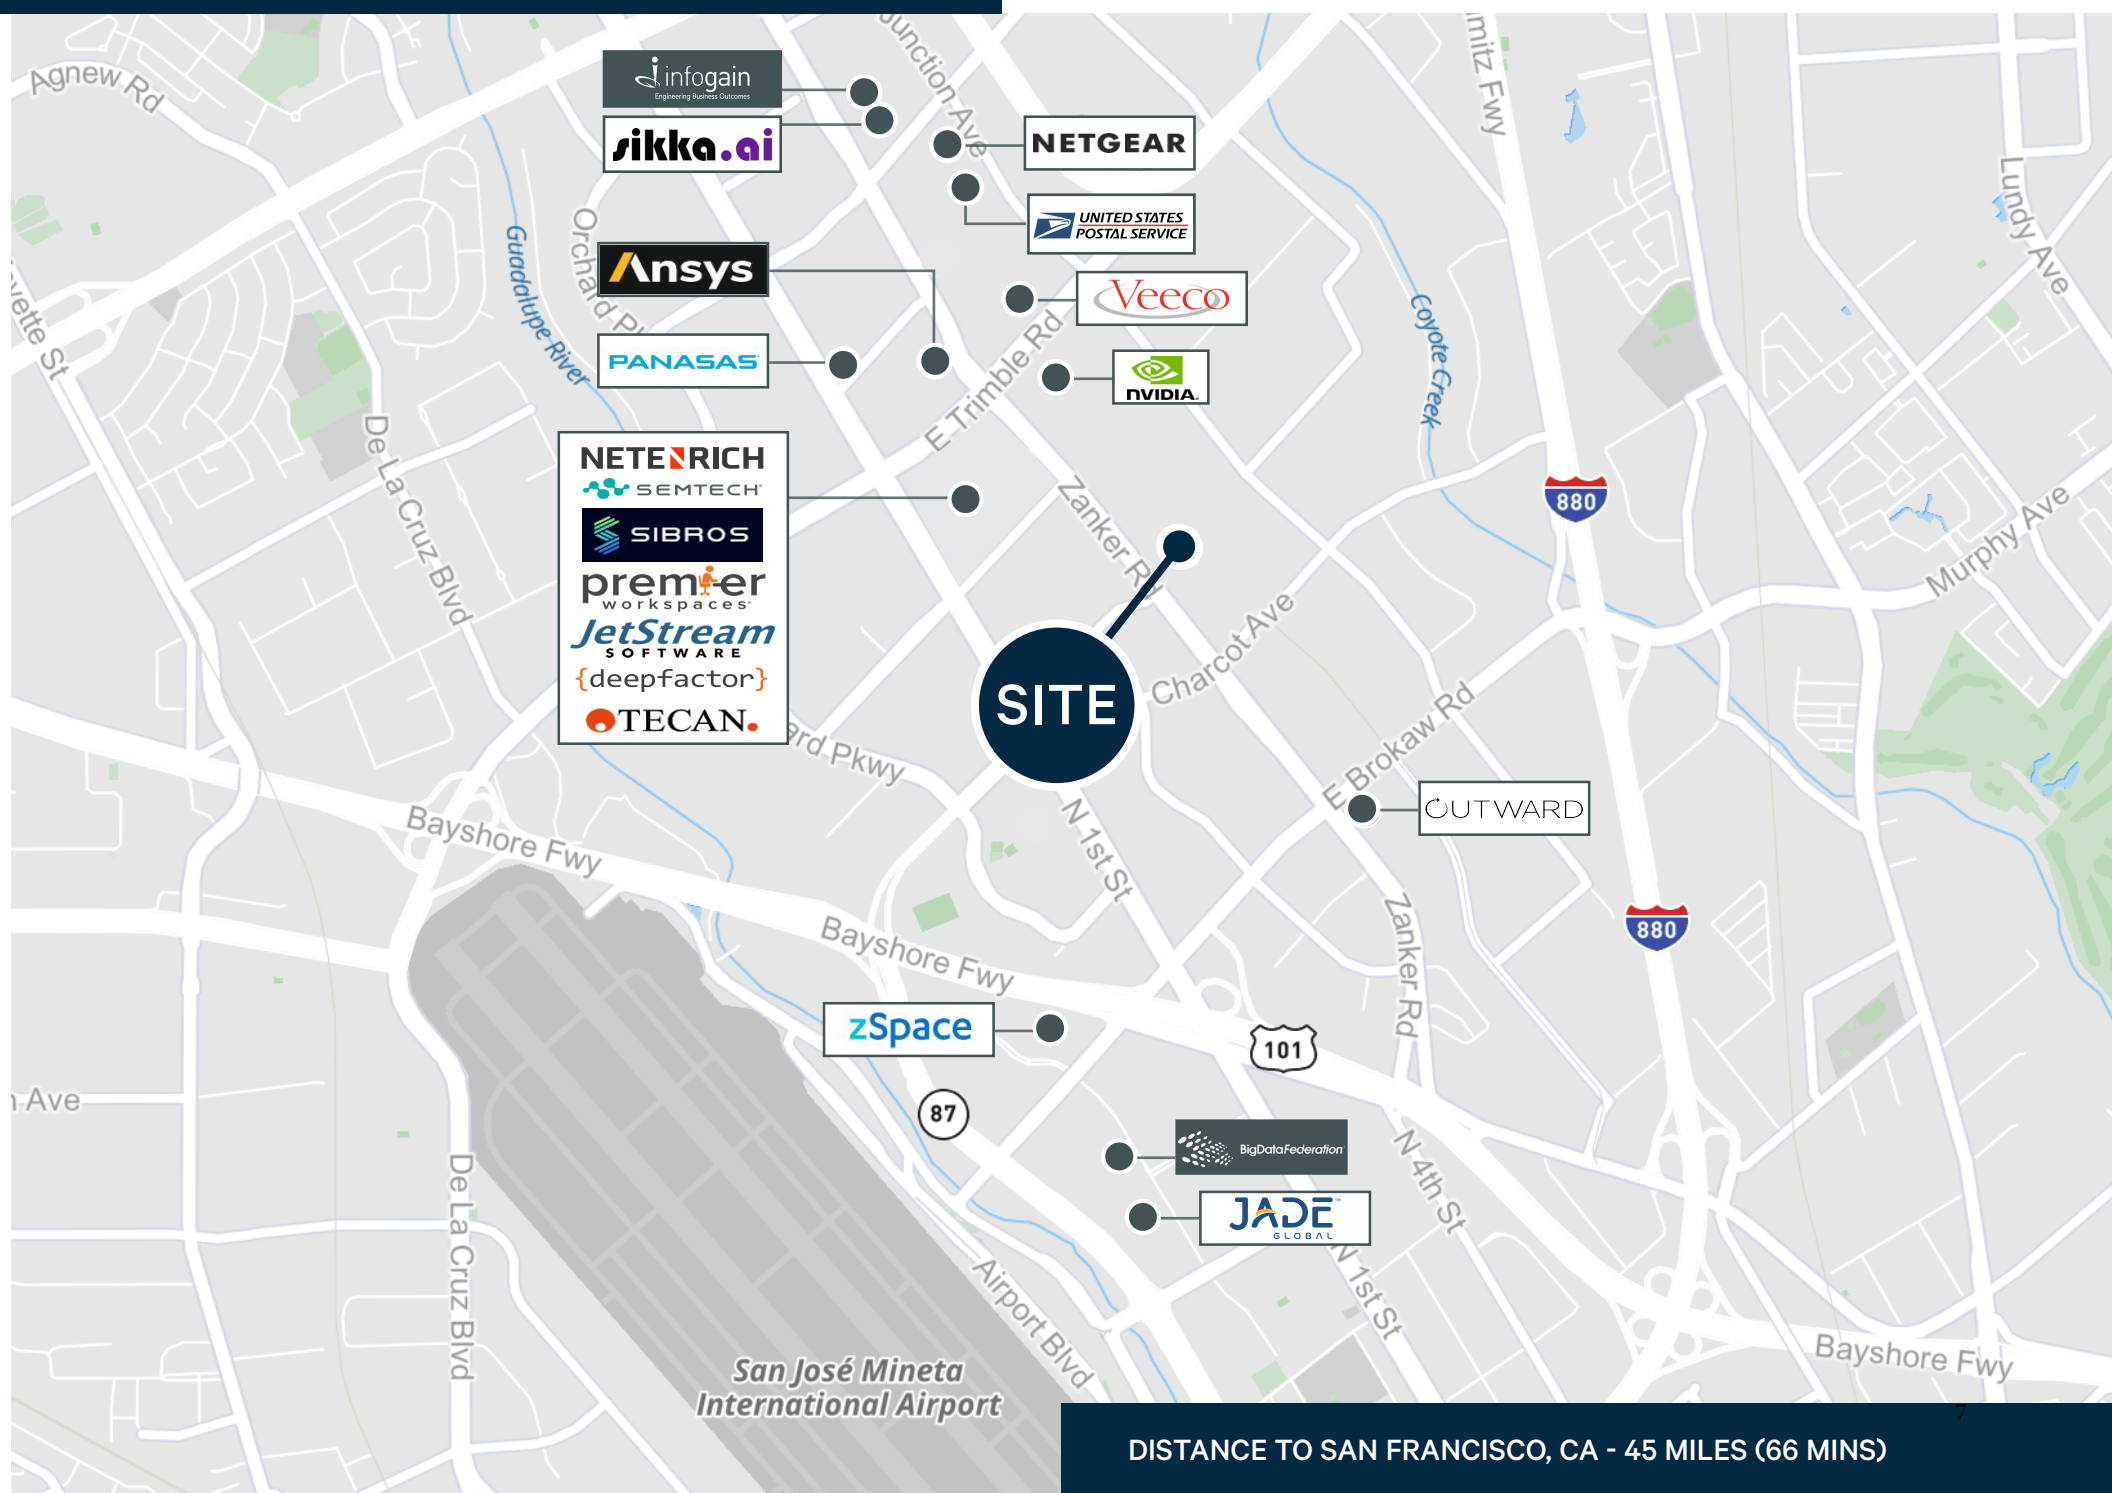 Agnew Rd
infogain
Engineering Business Outcomes
sikka.ai
Junction Ave
NETGEAR
UNITED STATES
POSTAL SERVICE
Lundy Ave
Guadalupe River
Orchard
Ansys
Veeco
Coyote Creek
PANASAS
E Trimble Rd
NVIDIA
De La Cruz Blvd
NETENRICH
SEMTECH
SIBROS
premier
workspaces
JetStream
SOFTWARE
{deepfactor}
TECAN.
Zanker Rd
880
Murphy Ave
SITE
Charcot Ave
Pkwy
E Brokaw Rd
OUTWARD
Bayshore Fwy
N 1st St
Bayshore Fwy
Zanker Rd
880
zSpace
101
Ave
87
BigDataFederation
N 4th St
JADE™
GLOBAL
De La Cruz Blvd
Airport Blvd
N 1st St
Bayshore Fwy
San José Mineta
International Airport
7
DISTANCE TO SAN FRANCISCO, CA - 45 MILES (66 MINS)